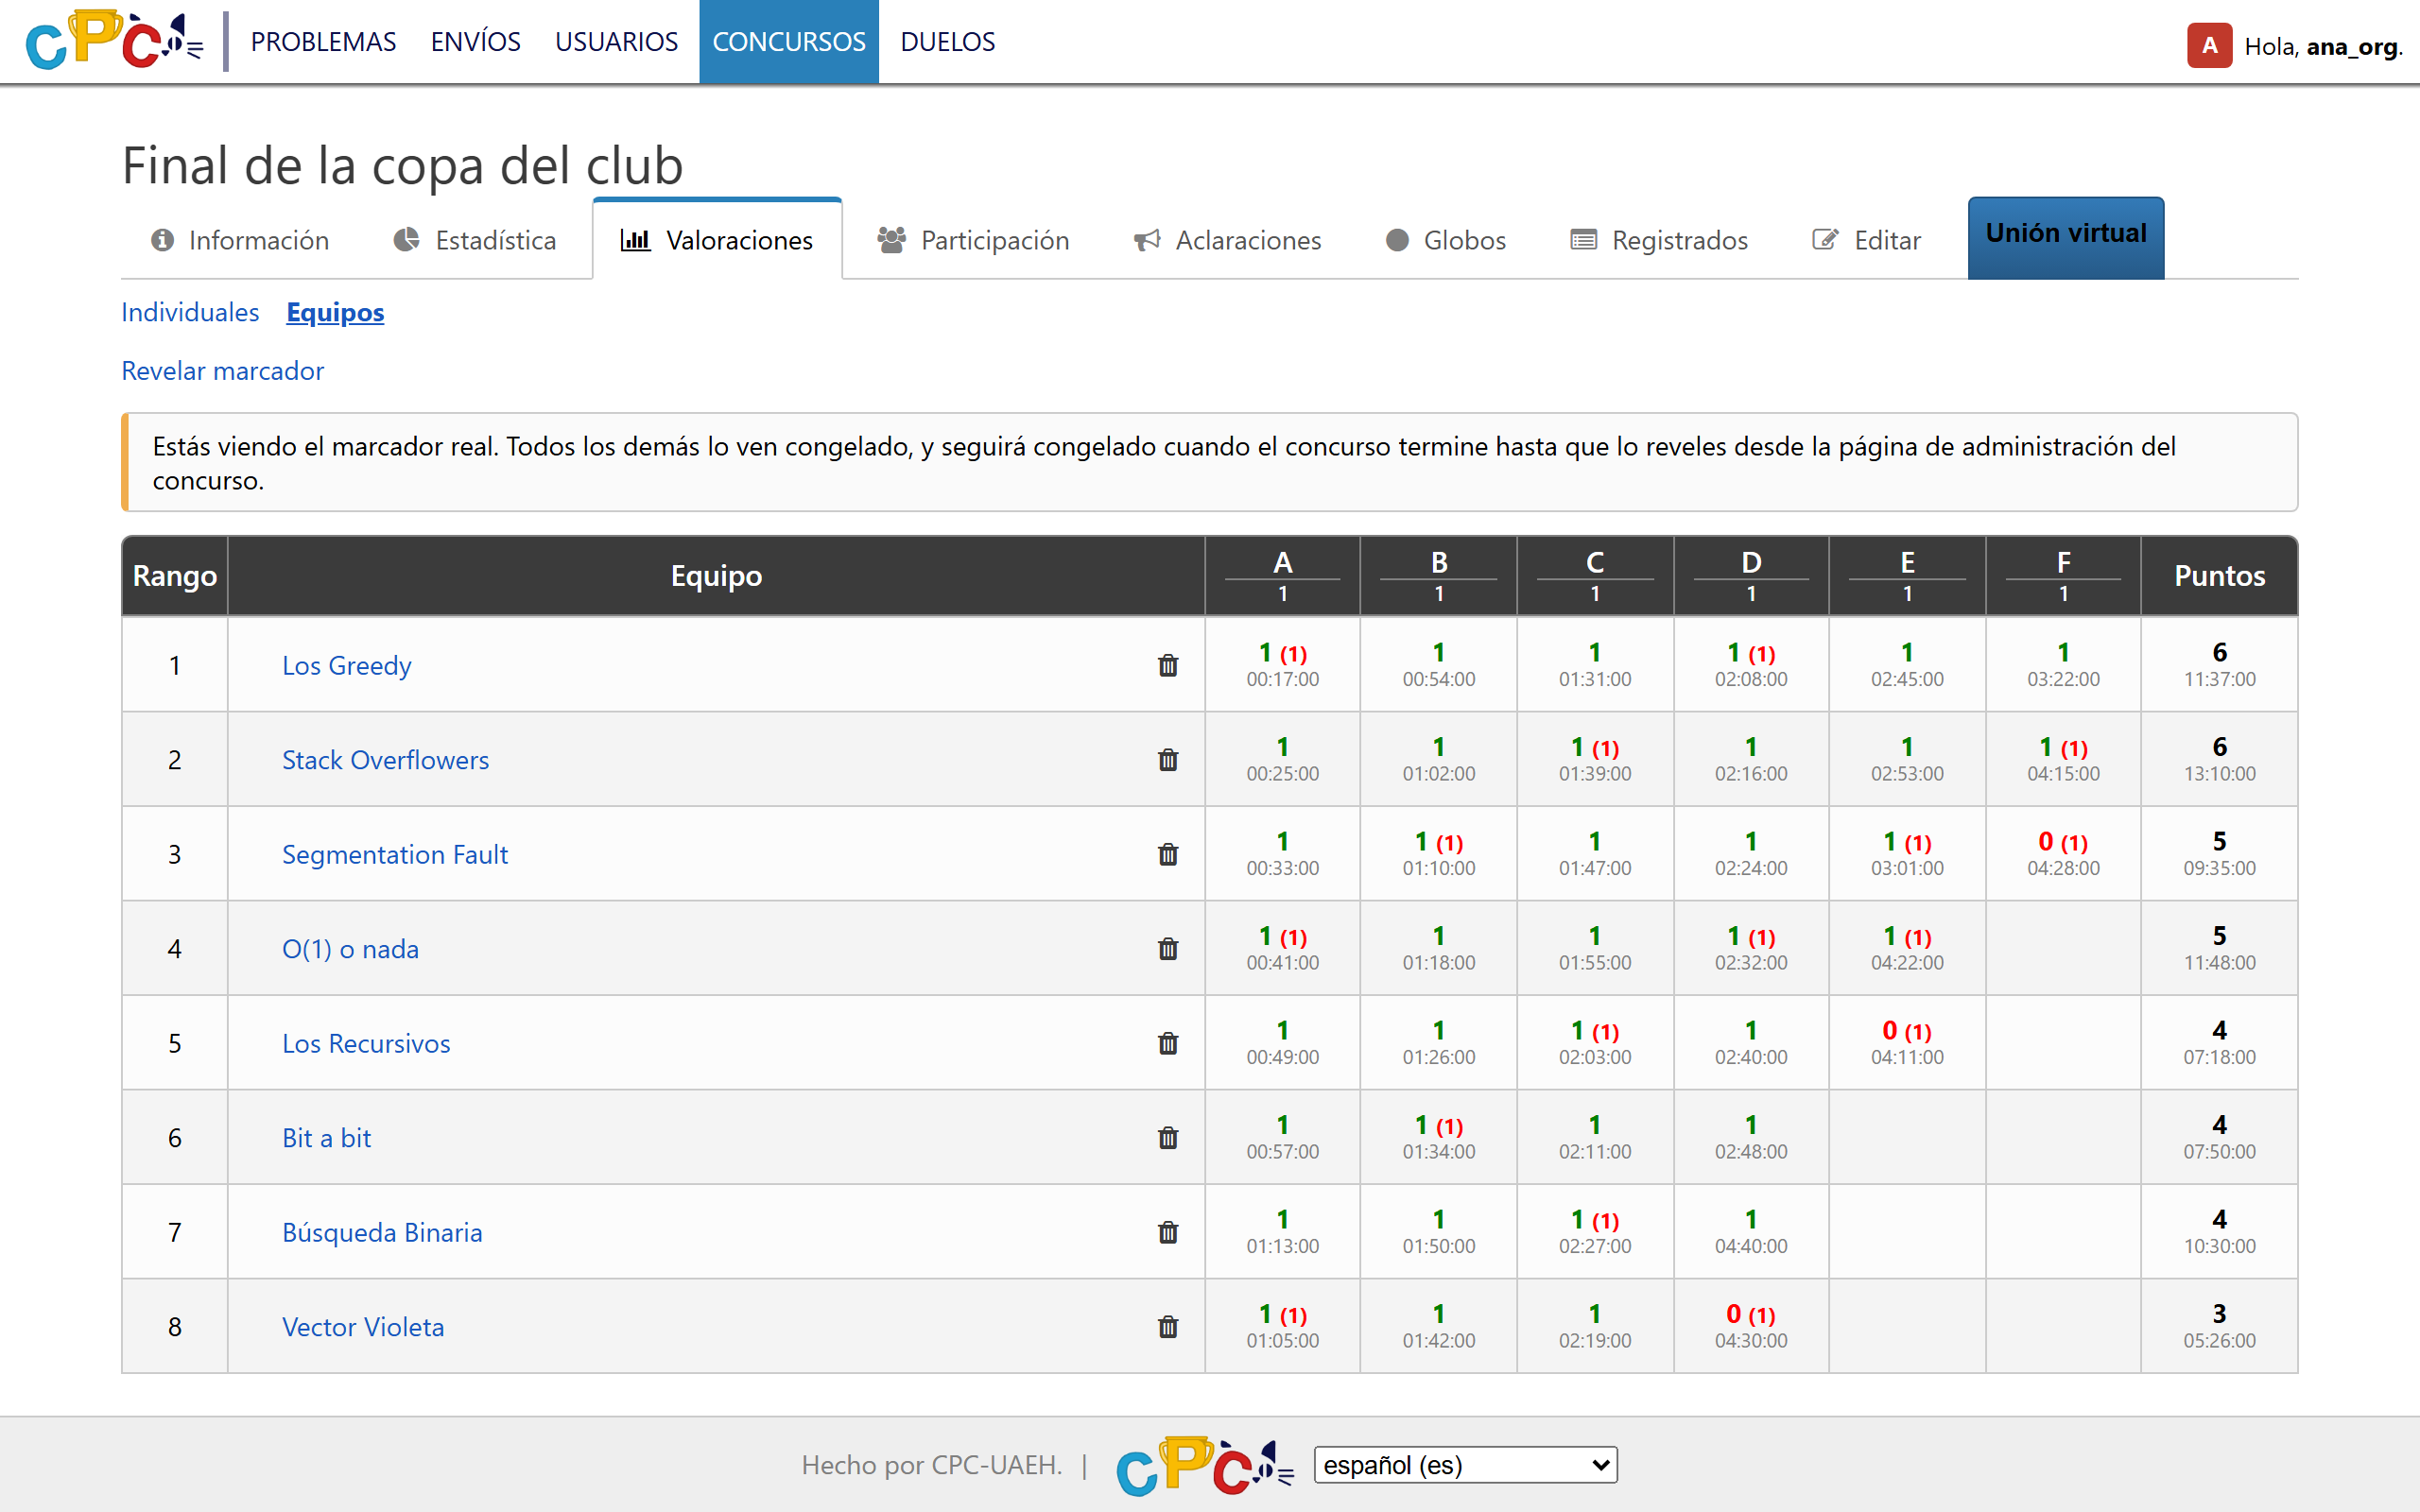 CPC PROBLEMAS ENVÍOS USUARIOS CONCURSOS DUELOS A Hola, ana_org.
Final de la copa del club
Información Estadística Valoraciones Participación Aclaraciones Globos Registrados Editar Unión virtual
Individuales Equipos
Revelar marcador
Estás viendo el marcador real. Todos los demás lo ven congelado, y seguirá congelado cuando el concurso termine hasta que lo reveles desde la página de administración del
concurso.
Rango Equipo A B C D E F Puntos
1 1 1 1 1 1
1 Los Greedy 1 (1) 1 1 1 (1) 1 1 6
00:17:00 00:54:00 01:31:00 02:08:00 02:45:00 03:22:00 11:37:00
2 Stack Overflowers 1 1 1 (1) 1 1 1 (1) 6
00:25:00 01:02:00 01:39:00 02:16:00 02:53:00 04:15:00 13:10:00
3 Segmentation Fault 1 1 (1) 1 1 1 (1) 0 (1) 5
00:33:00 01:10:00 01:47:00 02:24:00 03:01:00 04:28:00 09:35:00
4 O(1) o nada 1 (1) 1 1 1 (1) 1 (1) 5
00:41:00 01:18:00 01:55:00 02:32:00 04:22:00 11:48:00
5 Los Recursivos 1 1 1 (1) 1 0 (1) 4
00:49:00 01:26:00 02:03:00 02:40:00 04:11:00 07:18:00
6 Bit a bit 1 1 (1) 1 1 4
00:57:00 01:34:00 02:11:00 02:48:00 07:50:00
7 Búsqueda Binaria 1 1 1 (1) 1 4
01:13:00 01:50:00 02:27:00 04:40:00 10:30:00
8 Vector Violeta 1 (1) 1 1 0 (1) 3
01:05:00 01:42:00 02:19:00 04:30:00 05:26:00
Hecho por CPC-UAEH. | CPC español (es)